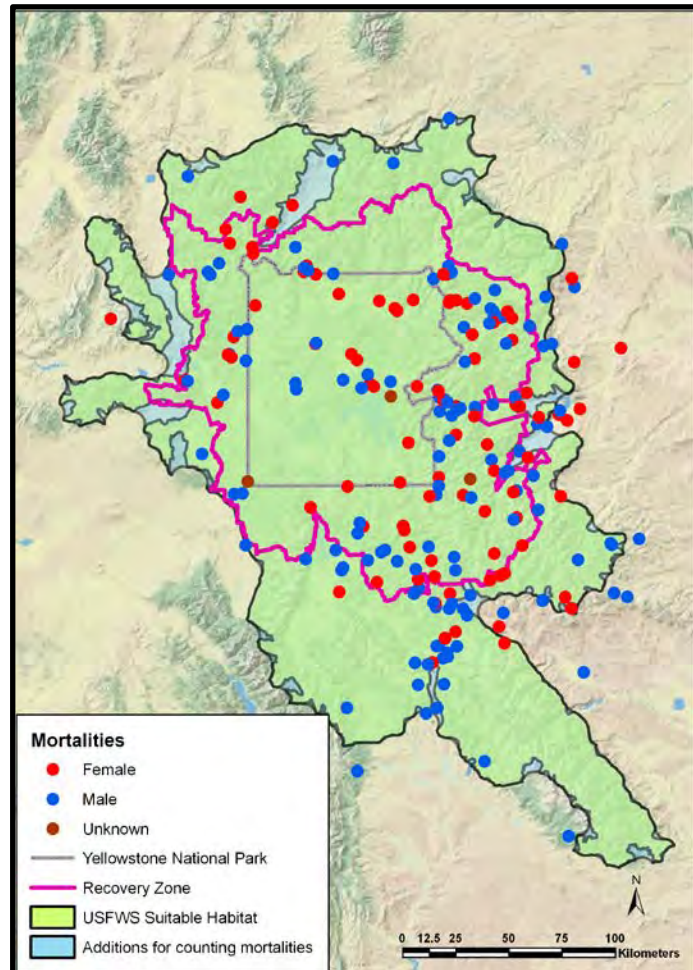 Mortalities
Female
Male
Unknown
Yellowstone National Park
Recovery Zone
USFWS Suitable Habitat
Additions for counting mortalities
N
0 12.5 25 50 75 100
Kilometers